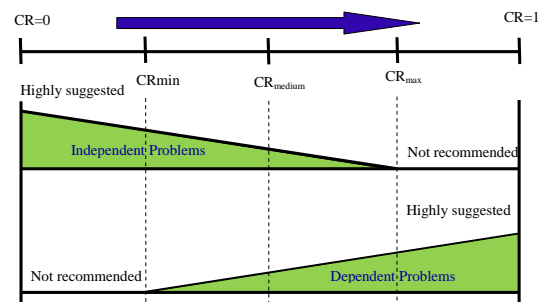 CR=0
CR=1
CRmin
CRmedium
CRmax
Highly suggested
Independent Problems
Not recommended
Highly suggested
Not recommended
Dependent Problems